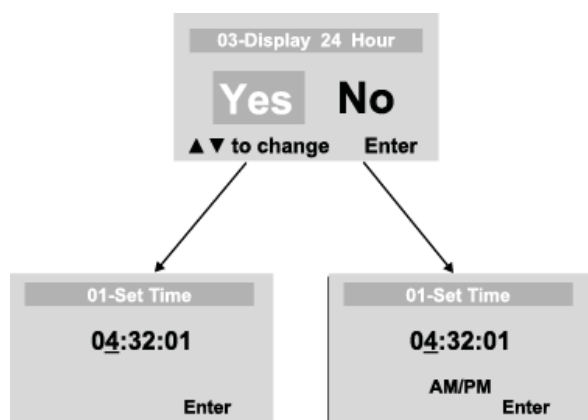 03-Display 24 Hour
Yes No
▲▼ to change Enter
01-Set Time
04:32:01
Enter
01-Set Time
04:32:01
AM/PM
Enter